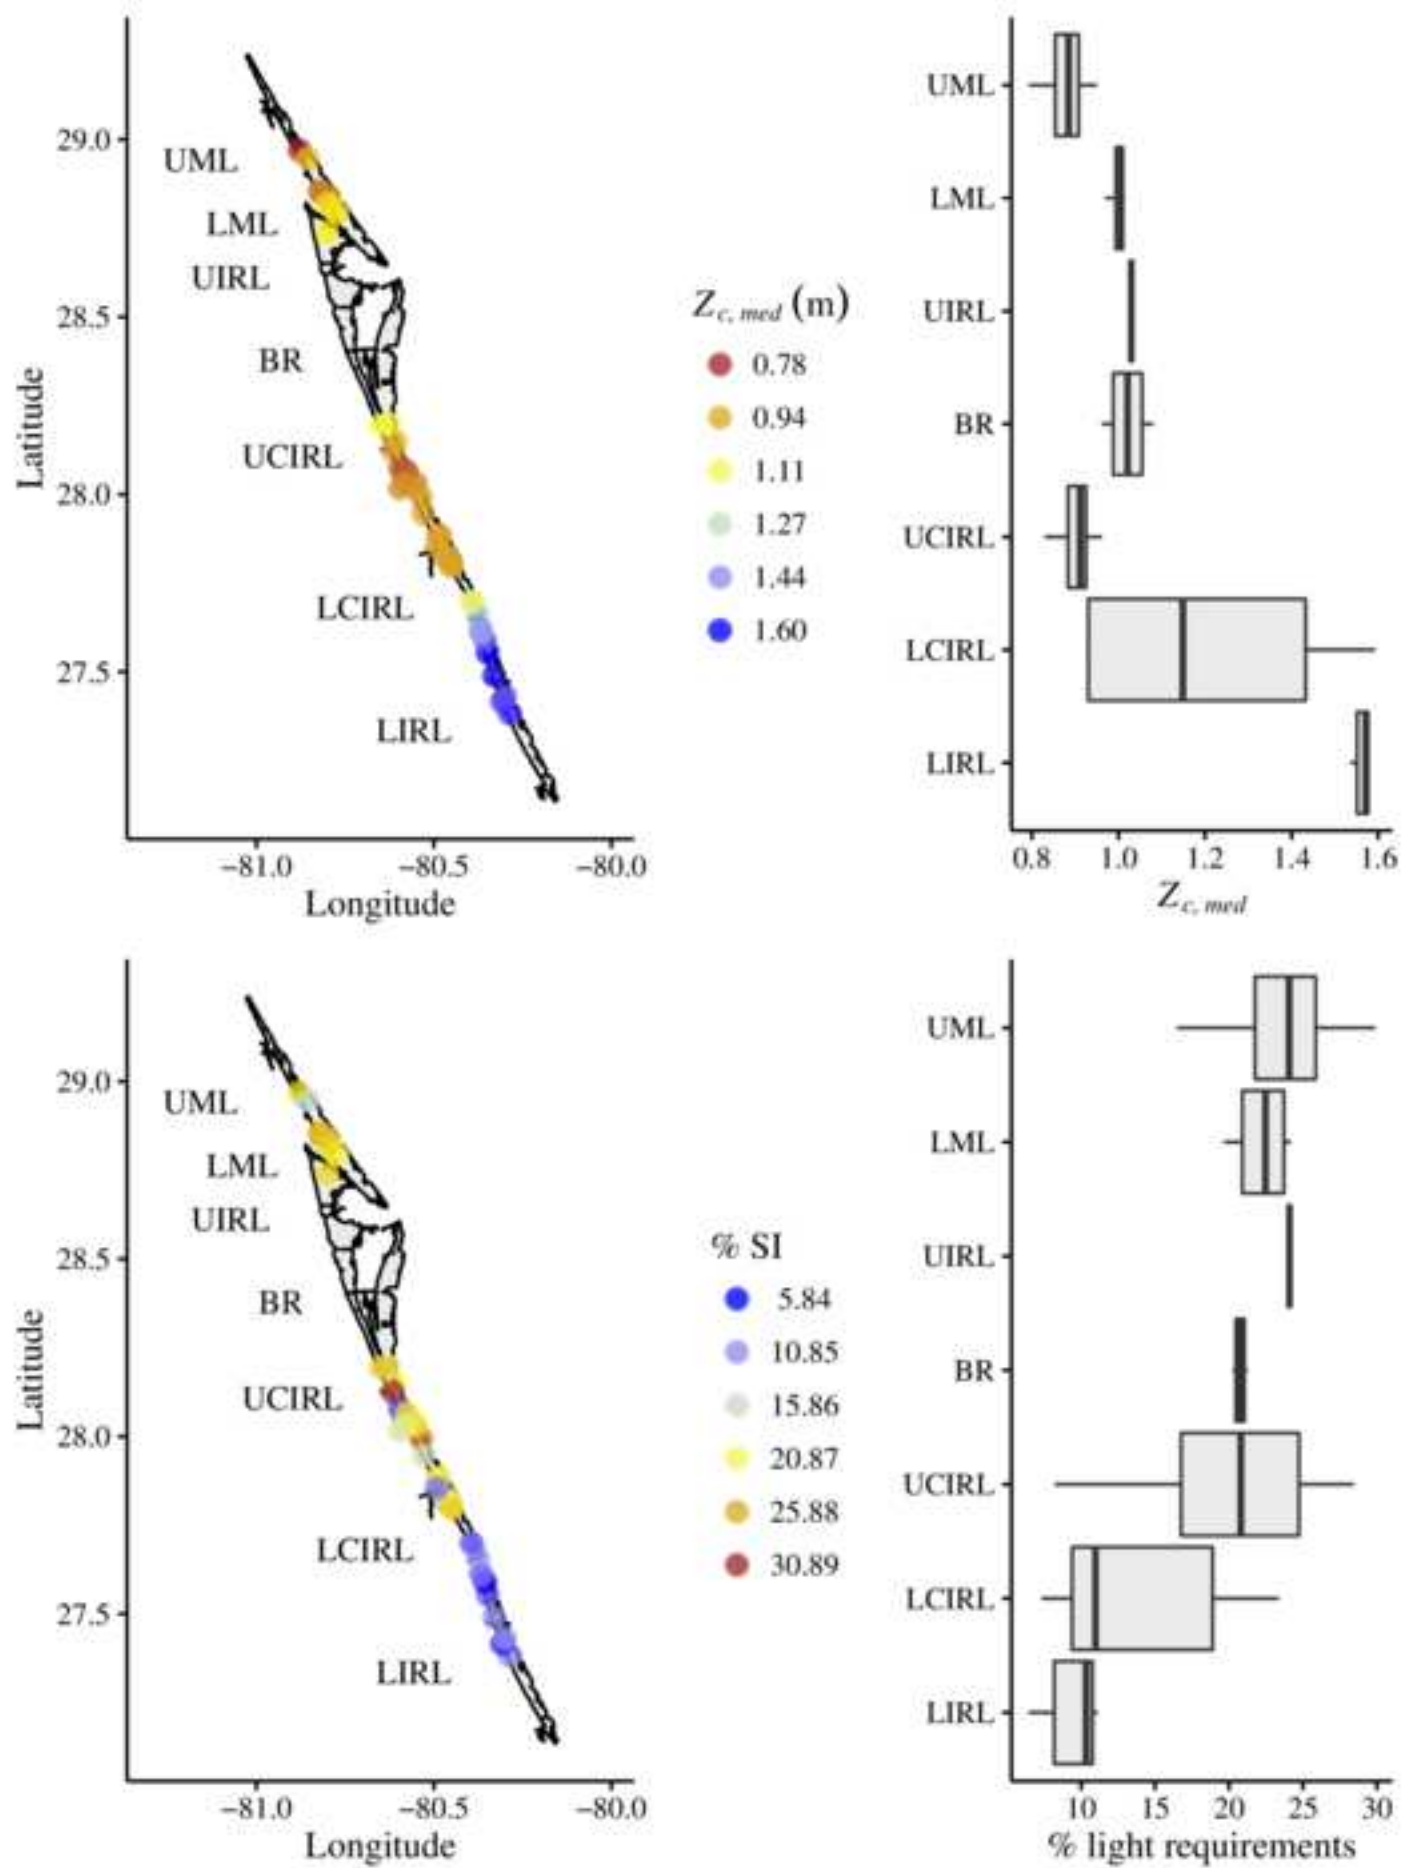 29.0
28.5
28.0
27.5
Latitude
UML
LML
UIRL
BR
UCIRL
LCIRL
LIRL
−81.0 −80.5 −80.0
Longitude
Zc, med (m)
0.78
0.94
1.11
1.27
1.44
1.60
UML
LML
UIRL
BR
UCIRL
LCIRL
LIRL
0.8 1.0 1.2 1.4 1.6
Zc, med
29.0
28.5
28.0
27.5
Latitude
UML
LML
UIRL
BR
UCIRL
LCIRL
LIRL
−81.0 −80.5 −80.0
Longitude
% SI
5.84
10.85
15.86
20.87
25.88
30.89
UML
LML
UIRL
BR
UCIRL
LCIRL
LIRL
10 15 20 25 30
% light requirements